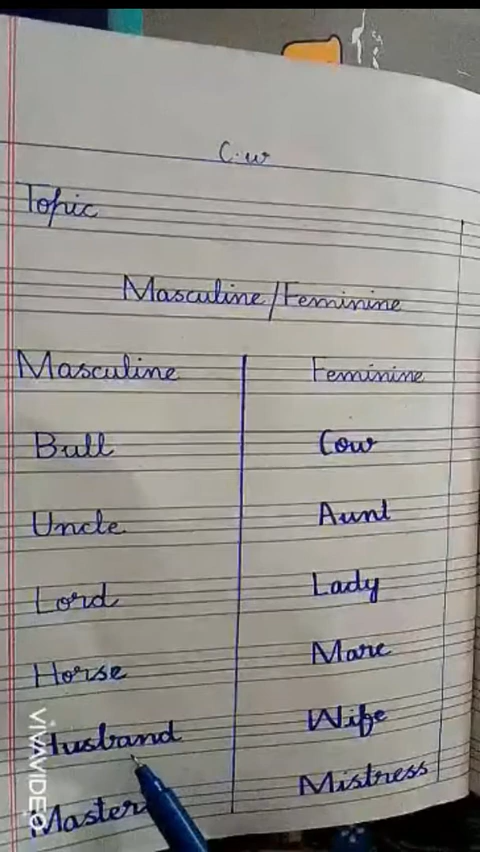 C.w
Topic
Masculine/Feminine
Masculine Feminine
Bull Cow
Uncle Aunt
Lord Lady
Horse Mare
Husband Wife
Master Mistress
VIVAVIDEO